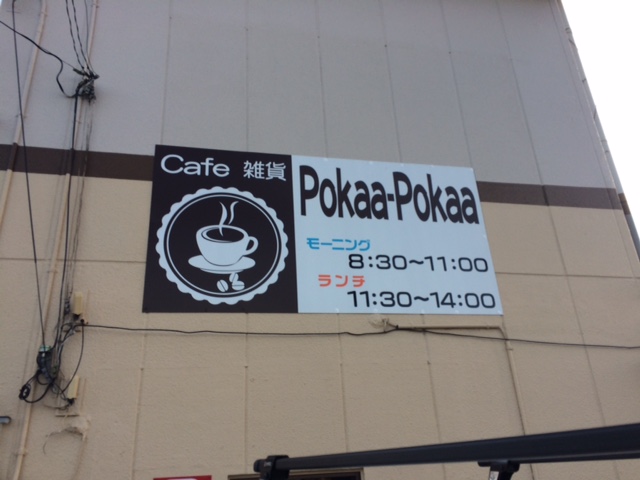 Cafe 雑貨
Pokaa-Pokaa
モーニング
8:30~11:00
ランチ
11:30~14:00